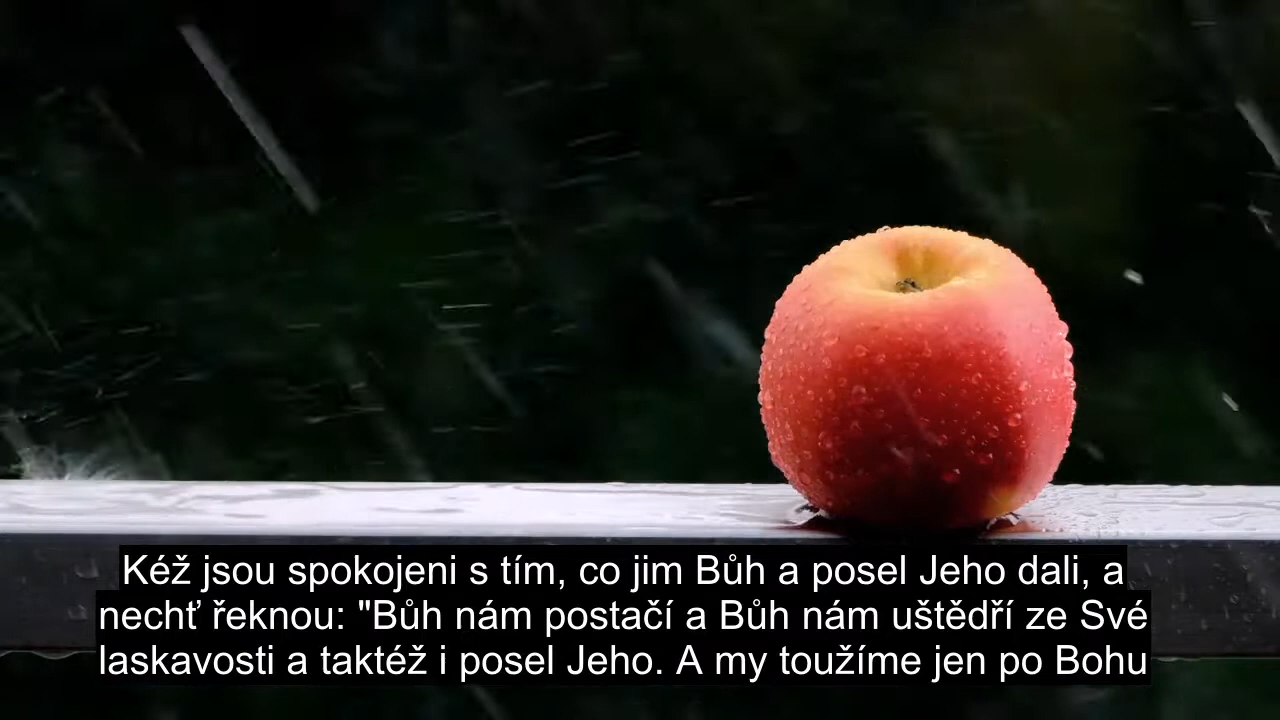 Kéž jsou spokojeni s tím, co jim Bůh a posel Jeho dali, a
nechť řeknou: "Bůh nám postačí a Bůh nám uštědří ze Své
laskavosti a taktéž i posel Jeho. A my toužíme jen po Bohu